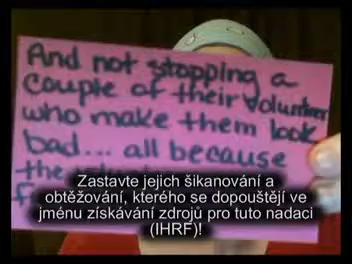 And not stopping a
couple of their volunteer
who make them look
bad... all because
the
Zastavte jejich šikanování a
obtěžování, kterého se dopouštějí ve
jménu získávání zdrojů pro tuto nadaci
(IHRF)!